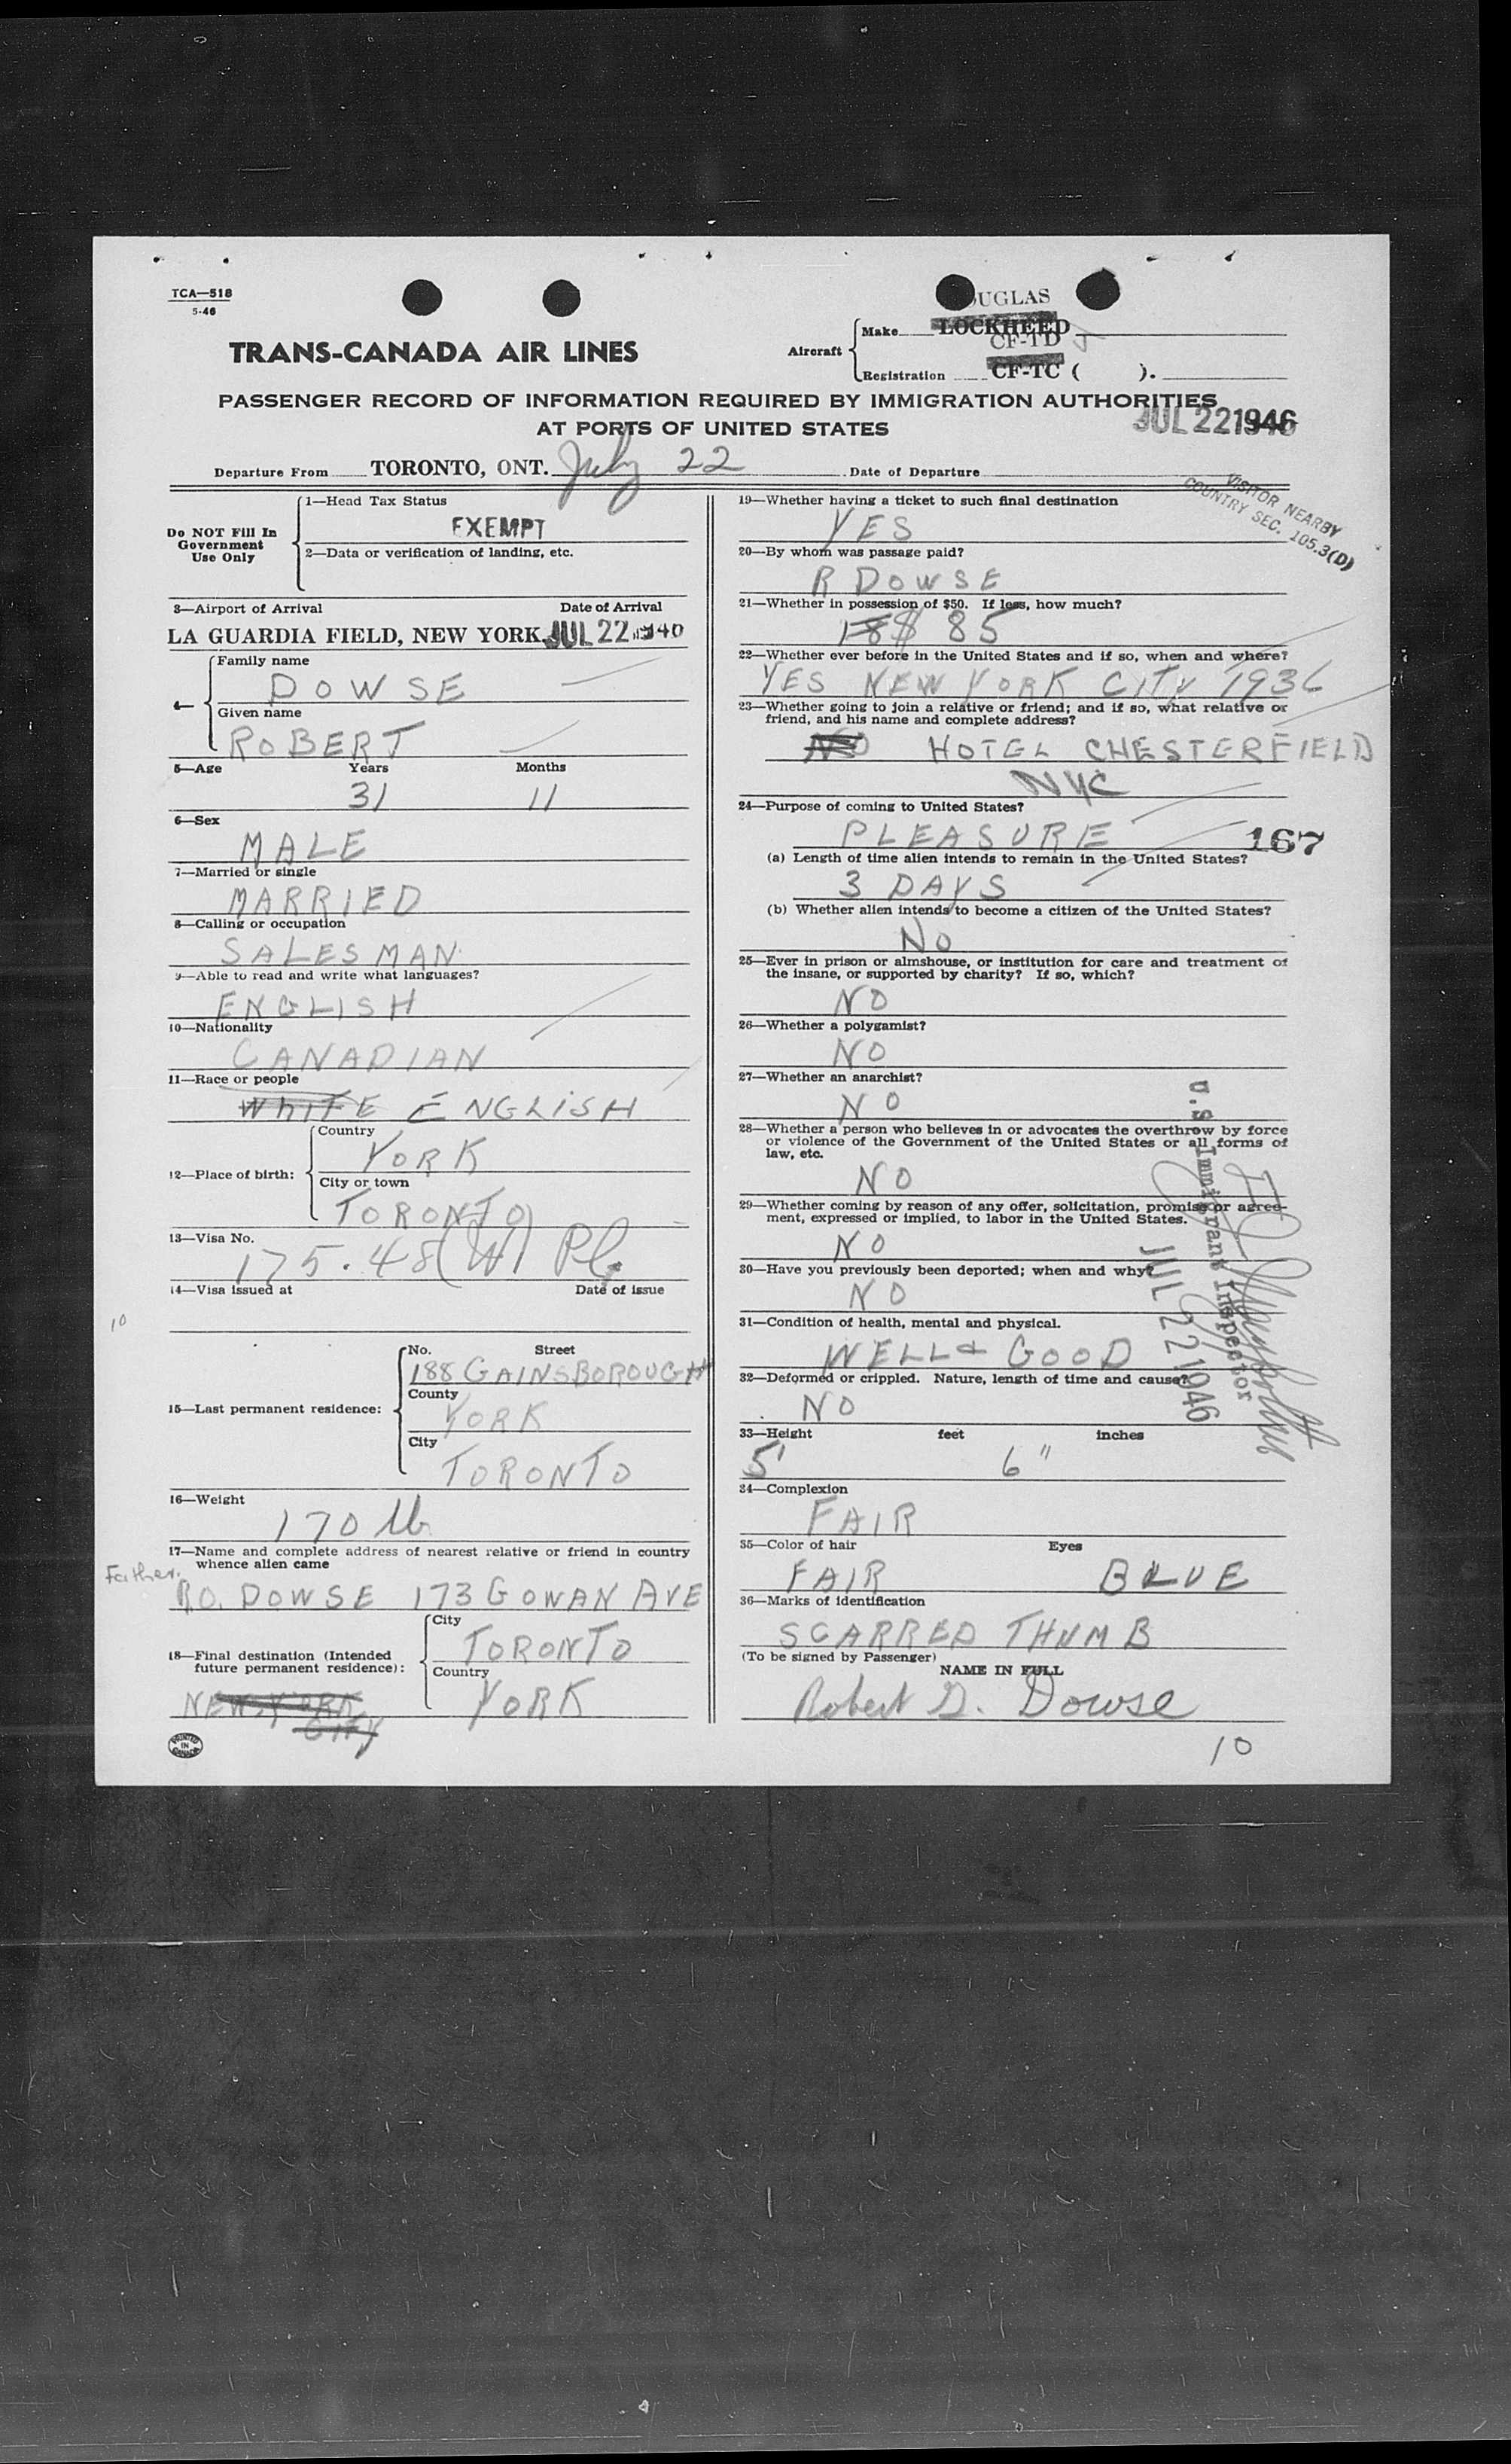 TCA—518
5-46
TRANS-CANADA AIR LINES
Aircraft
UGLAS
Make LOCKHEED
CF-TD J
Registration CF-TC ( ).
PASSENGER RECORD OF INFORMATION REQUIRED BY IMMIGRATION AUTHORITIES
AT PORTS OF UNITED STATES
JUL 22 1946
Departure From TORONTO, ONT. July 22 Date of Departure
VISITOR NEARBY
COUNTRY SEC. 105.3(D)
Do NOT Fill In
Government
Use Only
1—Head Tax Status
EXEMPT
2—Data or verification of landing, etc.
3—Airport of Arrival Date of Arrival
LA GUARDIA FIELD, NEW YORK. JUL 22
4—
Family name
DOWSE
Given name
ROBERT
5—Age Years Months
31 11
6—Sex
MALE
7—Married or single
MARRIED
8—Calling or occupation
SALESMAN
9—Able to read and write what languages?
ENGLISH
10—Nationality
CANADIAN
11—Race or people
WhITE ENGLISH
12—Place of birth:
Country
YORK
City or town
TORONTO
13—Visa No.
175.48(W) PL
14—Visa issued at Date of issue
10
15—Last permanent residence:
No. Street
188 GAINSBOROUGH
County
YORK
City
TORONTO
16—Weight
170 lb
17—Name and complete address of nearest relative or friend in country
whence alien came
Father.
R.O. DOWSE 173 GOWAN AVE
18—Final destination (Intended
future permanent residence):
City
TORONTO
Country
YORK
NEW YORK
CITY
PRINTED
IN
CANADA
19—Whether having a ticket to such final destination
YES
20—By whom was passage paid?
R DOWSE
21—Whether in possession of $50. If less, how much?
18 $ 85
22—Whether ever before in the United States and if so, when and where?
YES NEW YORK CITY 1936
23—Whether going to join a relative or friend; and if so, what relative or
friend, and his name and complete address?
NO HOTEL CHESTERFIELD
NYC
24—Purpose of coming to United States?
PLEASURE
167
(a) Length of time alien intends to remain in the United States?
3 DAYS
(b) Whether alien intends to become a citizen of the United States?
No
25—Ever in prison or almshouse, or institution for care and treatment of
the insane, or supported by charity? If so, which?
NO
26—Whether a polygamist?
NO
27—Whether an anarchist?
NO
28—Whether a person who believes in or advocates the overthrow by force
or violence of the Government of the United States or all forms of
law, etc.
NO
29—Whether coming by reason of any offer, solicitation, promise or agree-
ment, expressed or implied, to labor in the United States.
NO
30—Have you previously been deported; when and why?
NO
31—Condition of health, mental and physical.
WELL & GOOD
32—Deformed or crippled. Nature, length of time and cause?
NO
U.S. Immigrant Inspector
JUL 22 1946
33—Height feet inches
5' 6"
34—Complexion
FAIR
35—Color of hair Eyes
FAIR BLUE
36—Marks of identification
SCARRED THUMB
(To be signed by Passenger)
NAME IN FULL
Robert G. Dowse
10